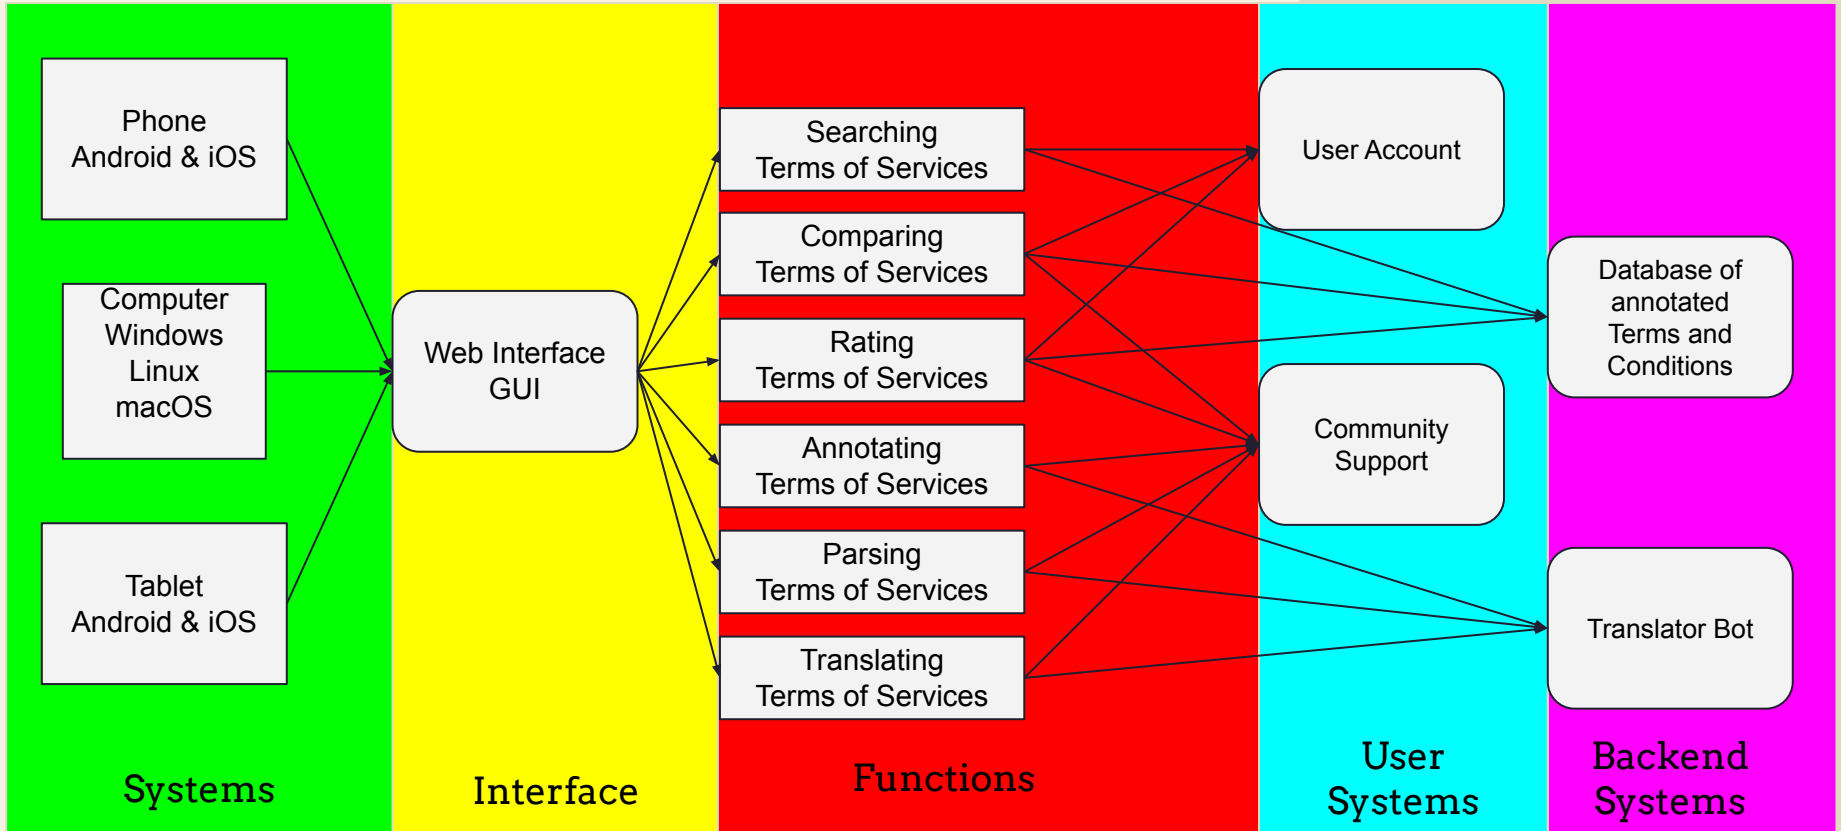 Phone
Android & iOS
Computer
Windows
Linux
macOS
Tablet
Android & iOS
Systems
Web Interface
GUI
Interface
Searching
Terms of Services
Comparing
Terms of Services
Rating
Terms of Services
Annotating
Terms of Services
Parsing
Terms of Services
Translating
Terms of Services
Functions
User Account
Community
Support
User
Systems
Database of
annotated
Terms and
Conditions
Translator Bot
Backend
Systems